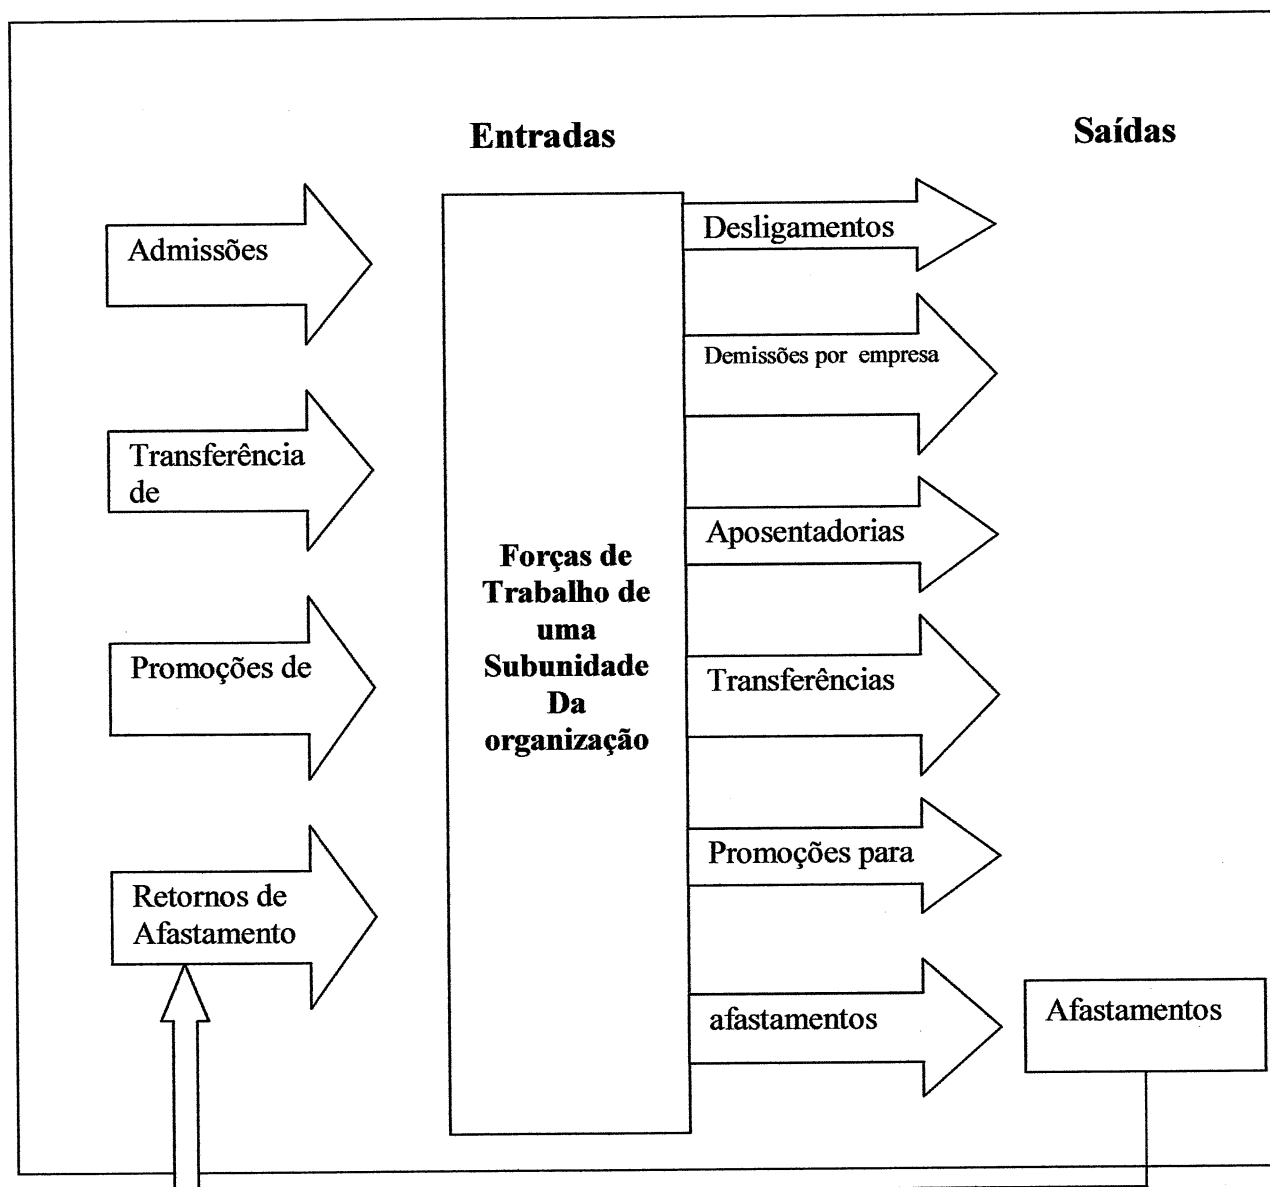 Entradas
Saídas
Admissões
Transferência
de
Promoções de
Retornos de
Afastamento
Forças de
Trabalho de
uma
Subunidade
Da
organização
Desligamentos
Demissões por empresa
Aposentadorias
Transferências
Promoções para
afastamentos
Afastamentos